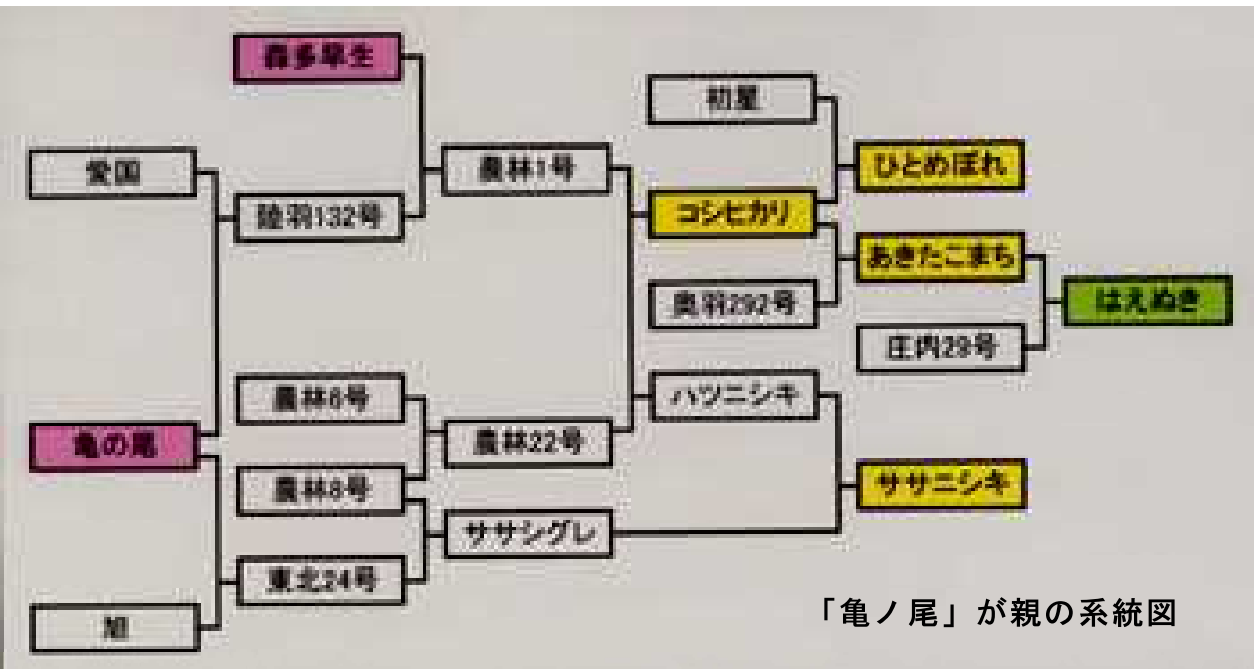 森多早生
愛国
陸羽132号
亀の尾
旭
農林1号
農林6号
農林8号
東北24号
農林22号
ササシグレ
初星
コシヒカリ
奥羽292号
ハツニシキ
ひとめぼれ
あきたこまち
庄内29号
ササニシキ
はえぬき
「亀ノ尾」が親の系統図